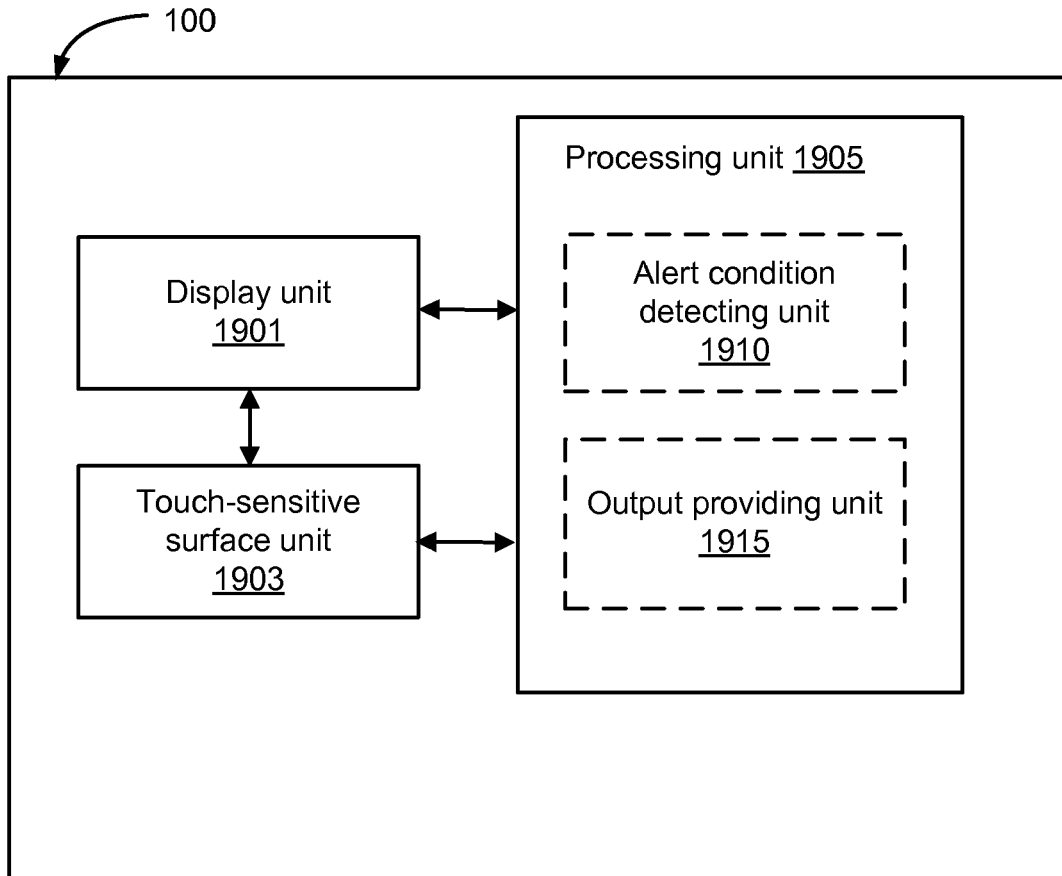 100
Processing unit 1905
Display unit
1901
Alert condition
detecting unit
1910
Touch-sensitive
surface unit
1903
Output providing unit
1915